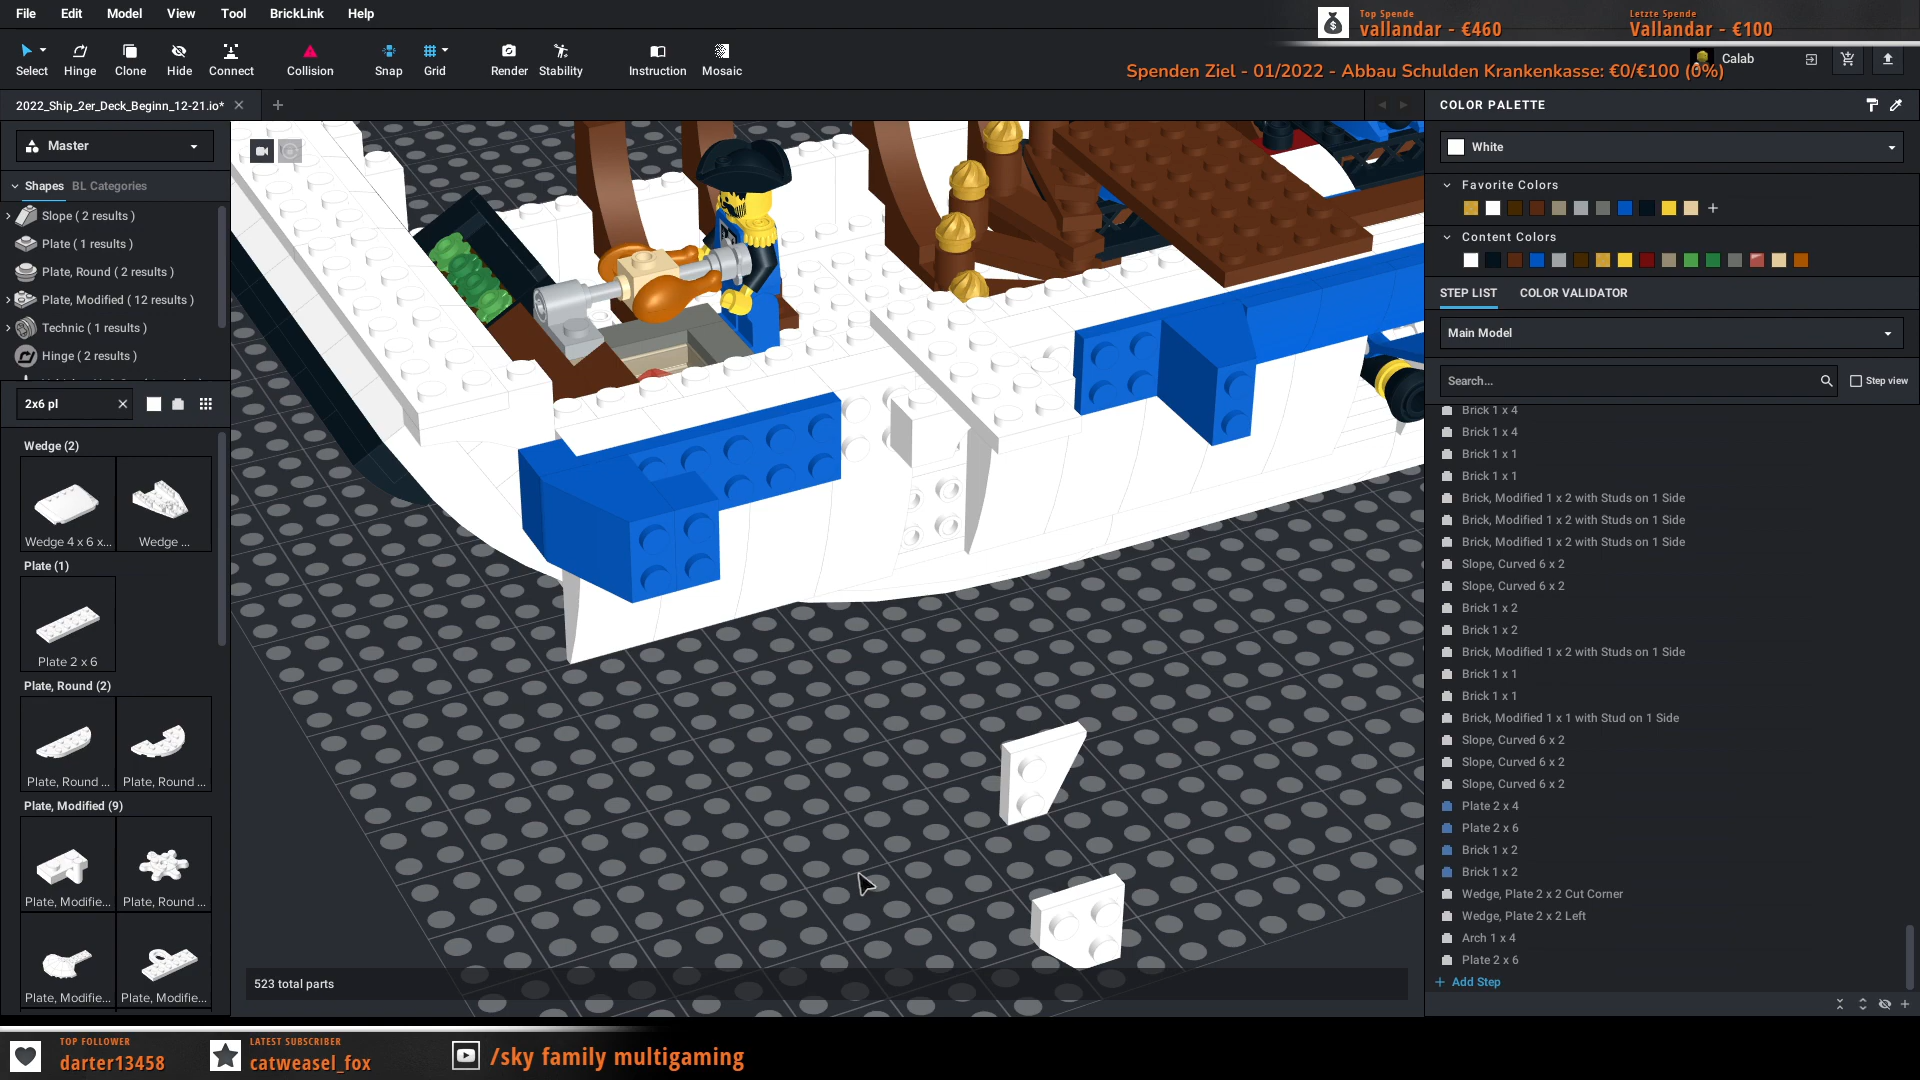 File Edit Model View Tool BrickLink Help
Top Spende
vallandar - €460
Letzte Spende
Vallandar - €100
Select Hinge Clone Hide Connect Collision Snap Grid Render Stability Instruction Mosaic
Spenden Ziel - 01/2022 - Abbau Schulden Krankenkasse: €0/€100 (0%)
Calab
2022_Ship_2er_Deck_Beginn_12-21.io*
Master
Shapes BL Categories
Slope ( 2 results )
Plate ( 1 results )
Plate, Round ( 2 results )
Plate, Modified ( 12 results )
Technic ( 1 results )
Hinge ( 2 results )
2x6 pl
Wedge (2)
Wedge 4 x 6 x...
Wedge ...
Plate (1)
Plate 2 x 6
Plate, Round (2)
Plate, Round ...
Plate, Round ...
Plate, Modified (9)
Plate, Modifie...
Plate, Round ...
Plate, Modifie...
Plate, Modifie...
523 total parts
COLOR PALETTE
White
Favorite Colors
Content Colors
STEP LIST COLOR VALIDATOR
Main Model
Search...
Step view
Brick 1 x 4
Brick 1 x 4
Brick 1 x 1
Brick 1 x 1
Brick, Modified 1 x 2 with Studs on 1 Side
Brick, Modified 1 x 2 with Studs on 1 Side
Brick, Modified 1 x 2 with Studs on 1 Side
Slope, Curved 6 x 2
Slope, Curved 6 x 2
Brick 1 x 2
Brick 1 x 2
Brick, Modified 1 x 2 with Studs on 1 Side
Brick 1 x 1
Brick 1 x 1
Brick, Modified 1 x 1 with Stud on 1 Side
Slope, Curved 6 x 2
Slope, Curved 6 x 2
Slope, Curved 6 x 2
Plate 2 x 4
Plate 2 x 6
Brick 1 x 2
Brick 1 x 2
Wedge, Plate 2 x 2 Cut Corner
Wedge, Plate 2 x 2 Left
Arch 1 x 4
Plate 2 x 6
+ Add Step
TOP FOLLOWER
darter13458
LATEST SUBSCRIBER
catweasel_fox
/sky family multigaming